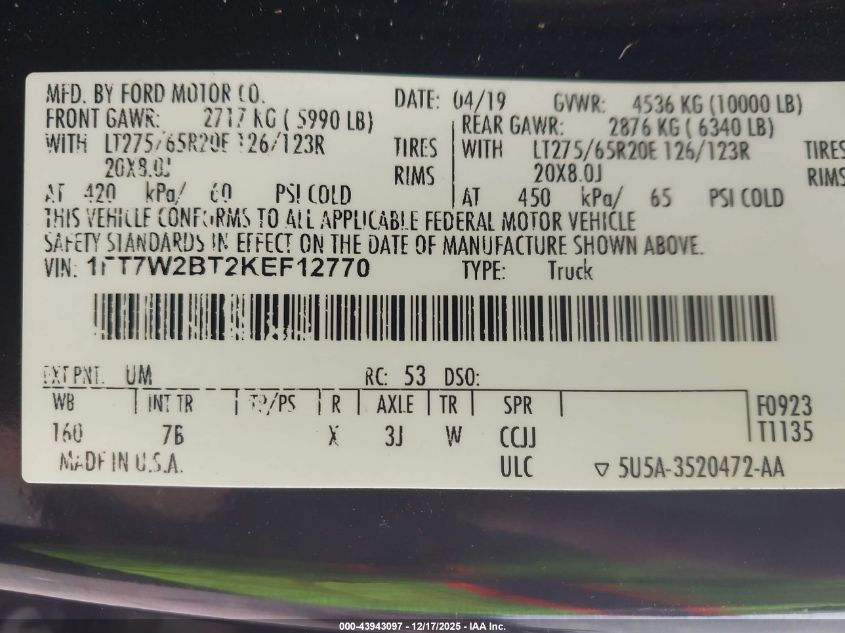 MFD. BY FORD MOTOR CO.
DATE: 04/19 GVWR: 4536 KG (10000 LB)
FRONT GAWR: 2717 KG ( 5990 LB)
REAR GAWR: 2876 KG ( 6340 LB)
WITH LT275/65R20E 126/123R TIRES
WITH LT275/65R20E 126/123R TIRES
20X8.0J RIMS
20X8.0J RIMS
AT 420 kPa/ 60 PSI COLD
AT 450 kPa/ 65 PSI COLD
THIS VEHICLE CONFORMS TO ALL APPLICABLE FEDERAL MOTOR VEHICLE
SAFETY STANDARDS IN EFFECT ON THE DATE OF MANUFACTURE SHOWN ABOVE.
VIN: 1FT7W2BT2KEF12770 TYPE: Truck
EXT PNT: UM RC: 53 DSO:
WB INT TR TP/PS R AXLE TR SPR F0923
160 7B X 3J W CCJJ T1135
MADE IN U.S.A. ULC ▽ 5U5A-3520472-AA
000-43943097 - 12/17/2025 - IAA Inc.